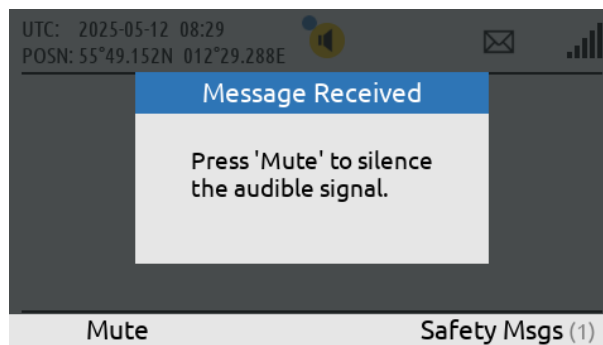 UTC: 2025-05-12 08:29
POSN: 55°49.152N 012°29.288E
Message Received
Press 'Mute' to silence
the audible signal.
Mute Safety Msgs (1)